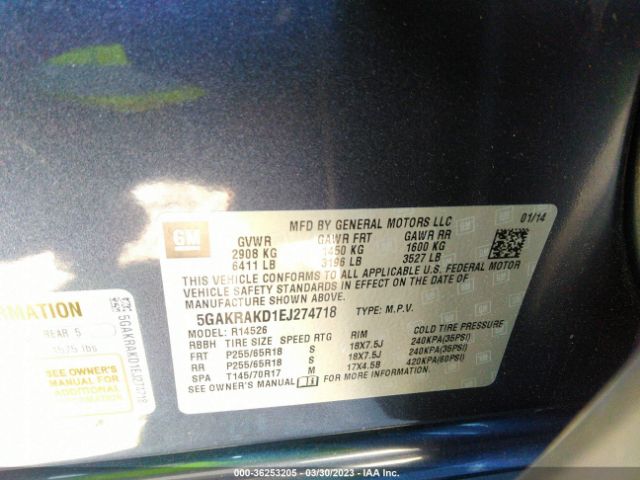 MFD BY GENERAL MOTORS LLC 01/14
GM
GVWR GAWR FRT GAWR RR
2908 KG 1450 KG 1600 KG
6411 LB 3196 LB 3527 LB
THIS VEHICLE CONFORMS TO ALL APPLICABLE U.S. FEDERAL MOTOR
VEHICLE SAFETY STANDARDS IN EFFECT ON THE DATE OF
MANUFACTURE SHOWN ABOVE.
5GAKRAKD1EJ274718 TYPE: M.P.V.
MODEL: R14526
RBBH TIRE SIZE SPEED RTG RIM COLD TIRE PRESSURE
FRT P255/65R18 S 18X7.5J 240KPA(35PSI)
RR P255/65R18 S 18X7.5J 240KPA(35PSI)
SPA T145/70R17 M 17X4.5B 420KPA(60PSI)
SEE OWNER'S MANUAL FOR MORE INFORMATION.
RMATION
REAR 5
lbs
SEE OWNER'S
MANUAL FOR
ADDITIONAL
INFORMATION
5GAKRAKD1EJ274718
000-36253205 - 03/30/2023 - IAA Inc.